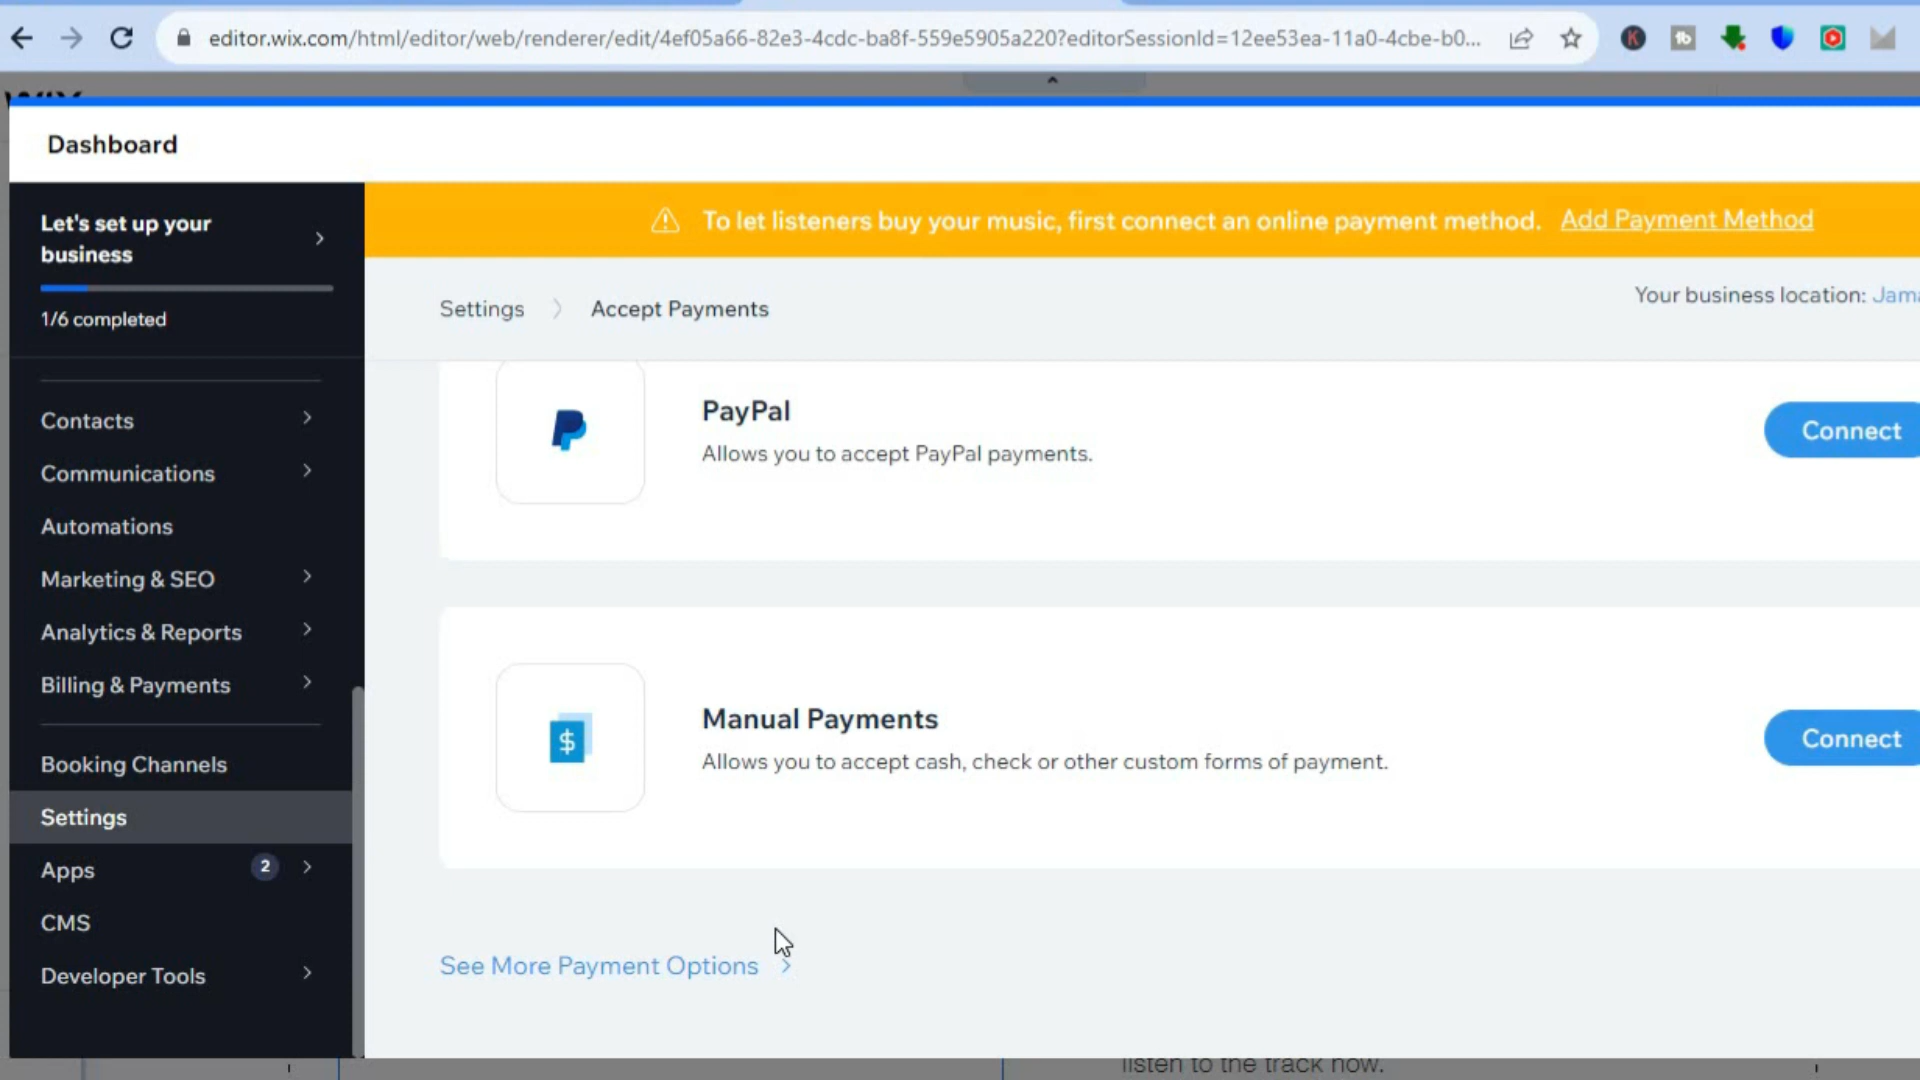 editor.wix.com/html/editor/web/renderer/edit/4ef05a66-82e3-4cdc-ba8f-559e5905a220?editorSessionId=12ee53ea-11a0-4cbe-b0...
Dashboard
Let's set up your
business
1/6 completed
To let listeners buy your music, first connect an online payment method. Add Payment Method
Settings Accept Payments
Your business location: Jama
Contacts
Communications
Automations
Marketing & SEO
Analytics & Reports
Billing & Payments
Booking Channels
Settings
Apps 2
CMS
Developer Tools
PayPal
Allows you to accept PayPal payments.
Connect
$
Manual Payments
Allows you to accept cash, check or other custom forms of payment.
Connect
See More Payment Options
listen to the track now.